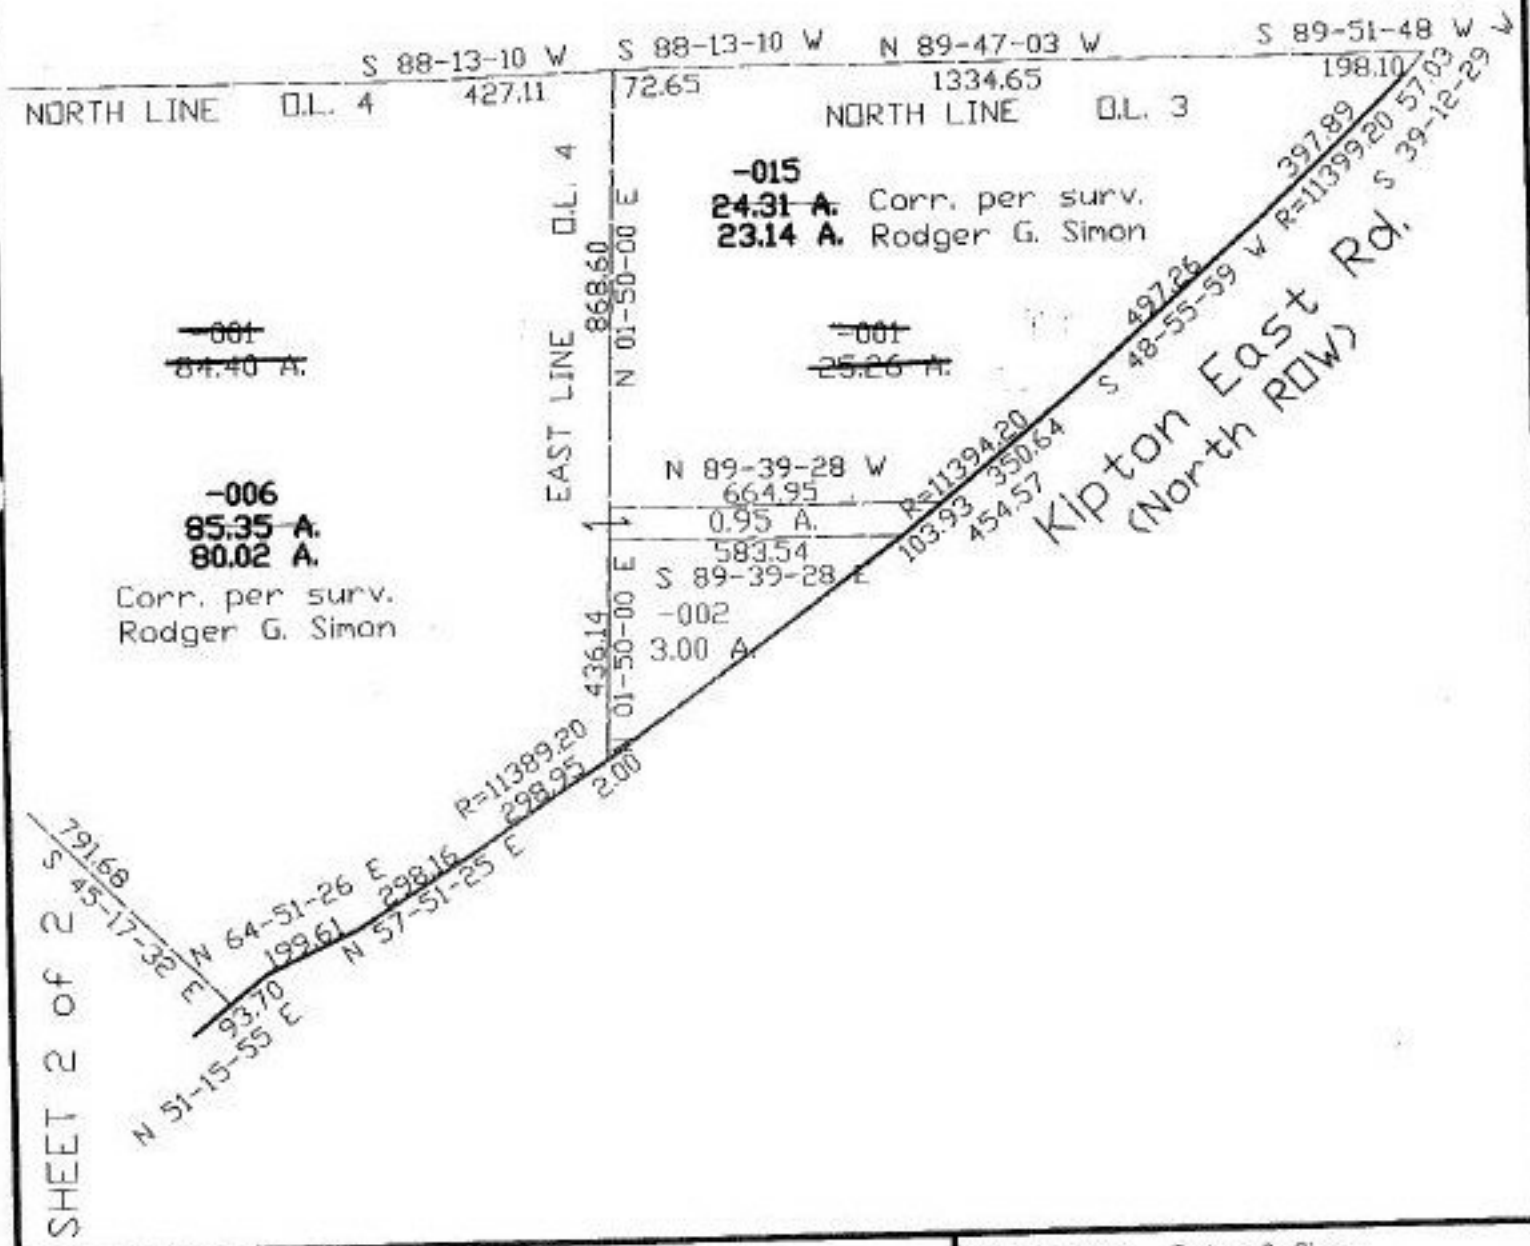 S 88-13-10 W
S 88-13-10 W
N 89-47-03 W
S 89-51-48 W
427.11
72.65
1334.65
198.10
NORTH LINE O.L. 4
NORTH LINE O.L. 3
57.03
S 39-12-29
397.89
R=11399.20
EAST LINE O.L. 4
868.60
N 01-50-00 E
-015
24.31 A. Corr. per surv.
23.14 A. Rodger G. Simon
-001
84.40 A.
-001
25.26 A.
497.26
S 48-55-59 W
Kipton East Rd.
(North ROW)
R=11394.20
103.93 350.64
454.57
N 89-39-28 W
664.95
0.95 A.
583.54
S 89-39-28 E
-006
85.35 A.
80.02 A.
Corr. per surv.
Rodger G. Simon
436.14
01-50-00 E
-002
3.00 A.
R=11389.20
298.95
2.00
791.68
S 45-17-32 E
N 64-51-26 E
199.61
298.16
N 57-51-25 E
93.70
N 51-15-55 E
SHEET 2 of 2